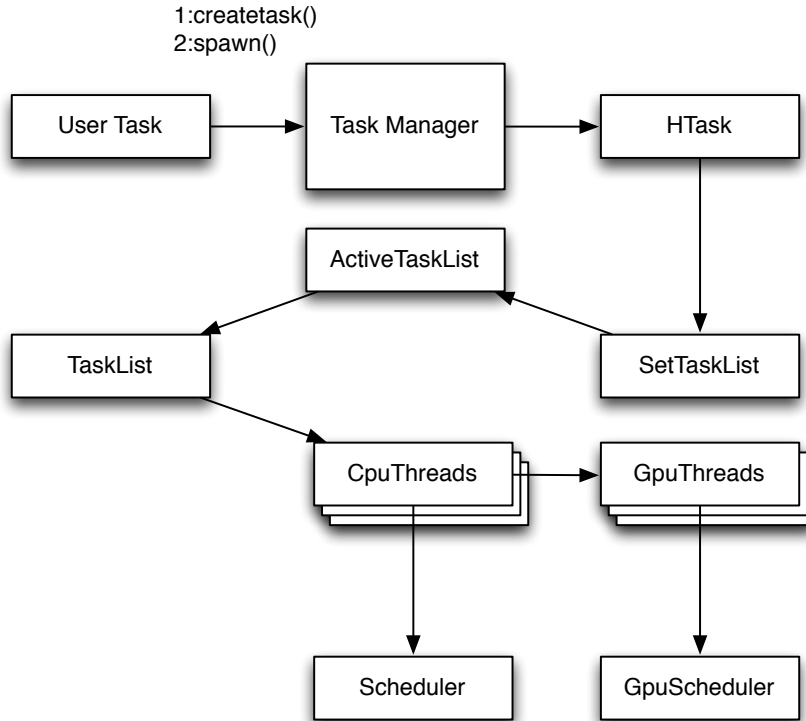 1:createtask()
2:spawn()
User Task
Task Manager
HTask
ActiveTaskList
TaskList
SetTaskList
CpuThreads
GpuThreads
Scheduler
GpuScheduler